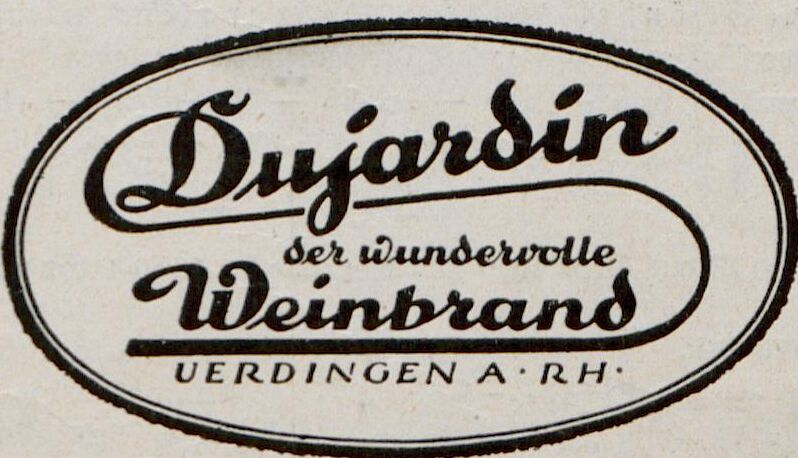 Dujardin
der wundervolle
Weinbrand
UERDINGEN A·RH·